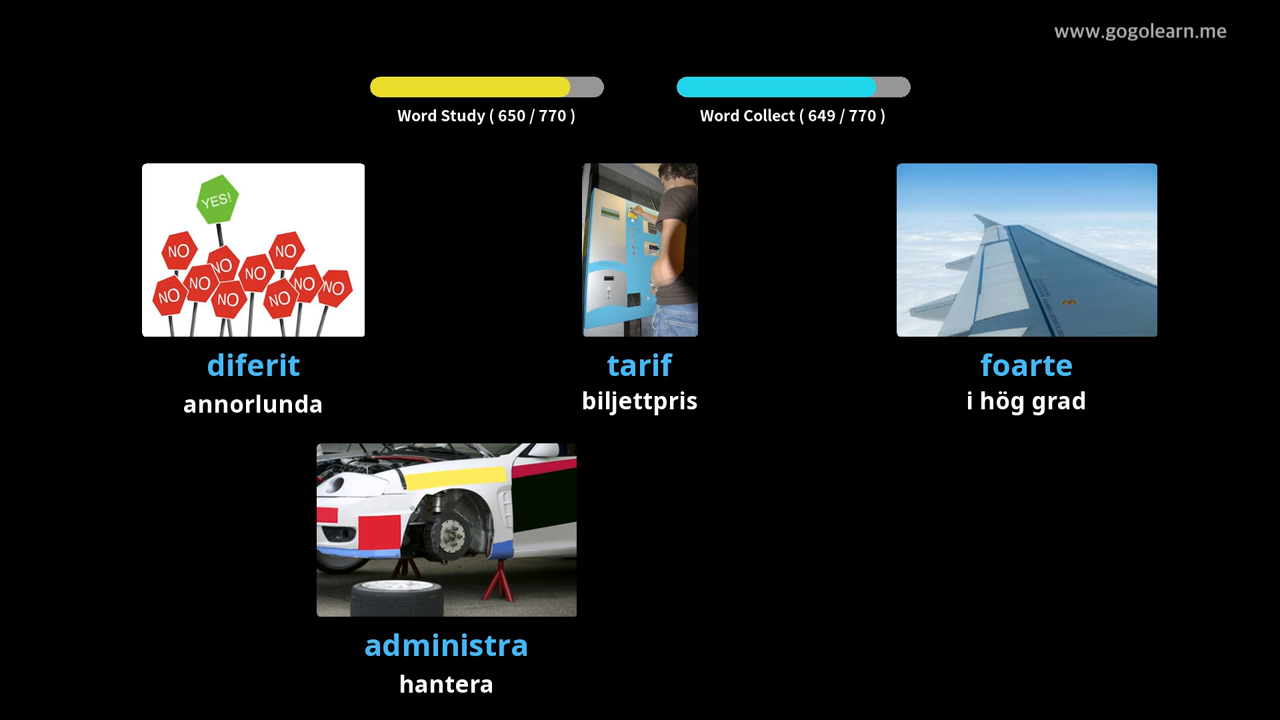 www.gogolearn.me
Word Study ( 650 / 770 )
Word Collect ( 649 / 770 )
YES!
NO
NO
NO
NO
NO
NO
NO
NO
NO
NO
diferit
annorlunda
tarif
biljettpris
foarte
i hög grad
administra
hantera